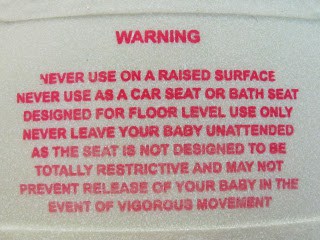 WARNING
NEVER USE ON A RAISED SURFACE
NEVER USE AS A CAR SEAT OR BATH SEAT
DESIGNED FOR FLOOR LEVEL USE ONLY
NEVER LEAVE YOUR BABY UNATTENDED
AS THE SEAT IS NOT DESIGNED TO BE
TOTALLY RESTRICTIVE AND MAY NOT
PREVENT RELEASE OF YOUR BABY IN THE
EVENT OF VIGOROUS MOVEMENT